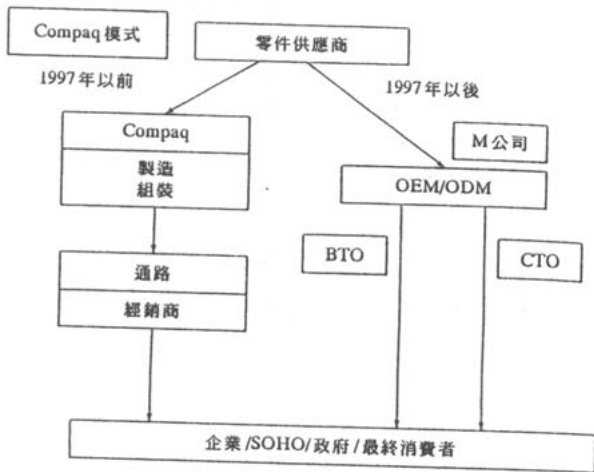 Compaq模式
零件供應商
1997年以前
1997年以後
Compaq
製造
組裝
M公司
OEM/ODM
通路
經銷商
BTO
CTO
企業/SOHO/政府/最終消費者